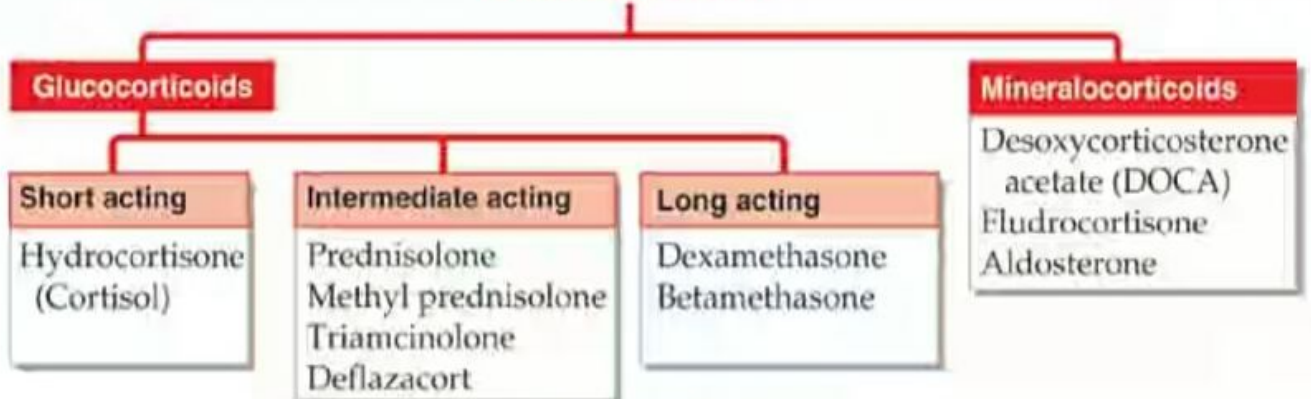 Glucocorticoids
Mineralocorticoids
Desoxycorticosterone
acetate (DOCA)
Fludrocortisone
Aldosterone
Short acting
Hydrocortisone
(Cortisol)
Intermediate acting
Prednisolone
Methyl prednisolone
Triamcinolone
Deflazacort
Long acting
Dexamethasone
Betamethasone